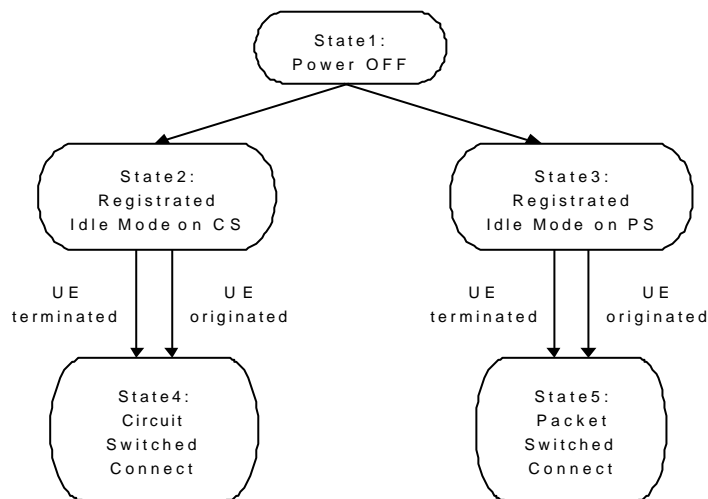 State1:
Power OFF
State2:
Registrated
Idle Mode on CS
State3:
Registrated
Idle Mode on PS
UE
terminated
UE
originated
UE
terminated
UE
originated
State4:
Circuit
Switched
Connect
State5:
Packet
Switched
Connect